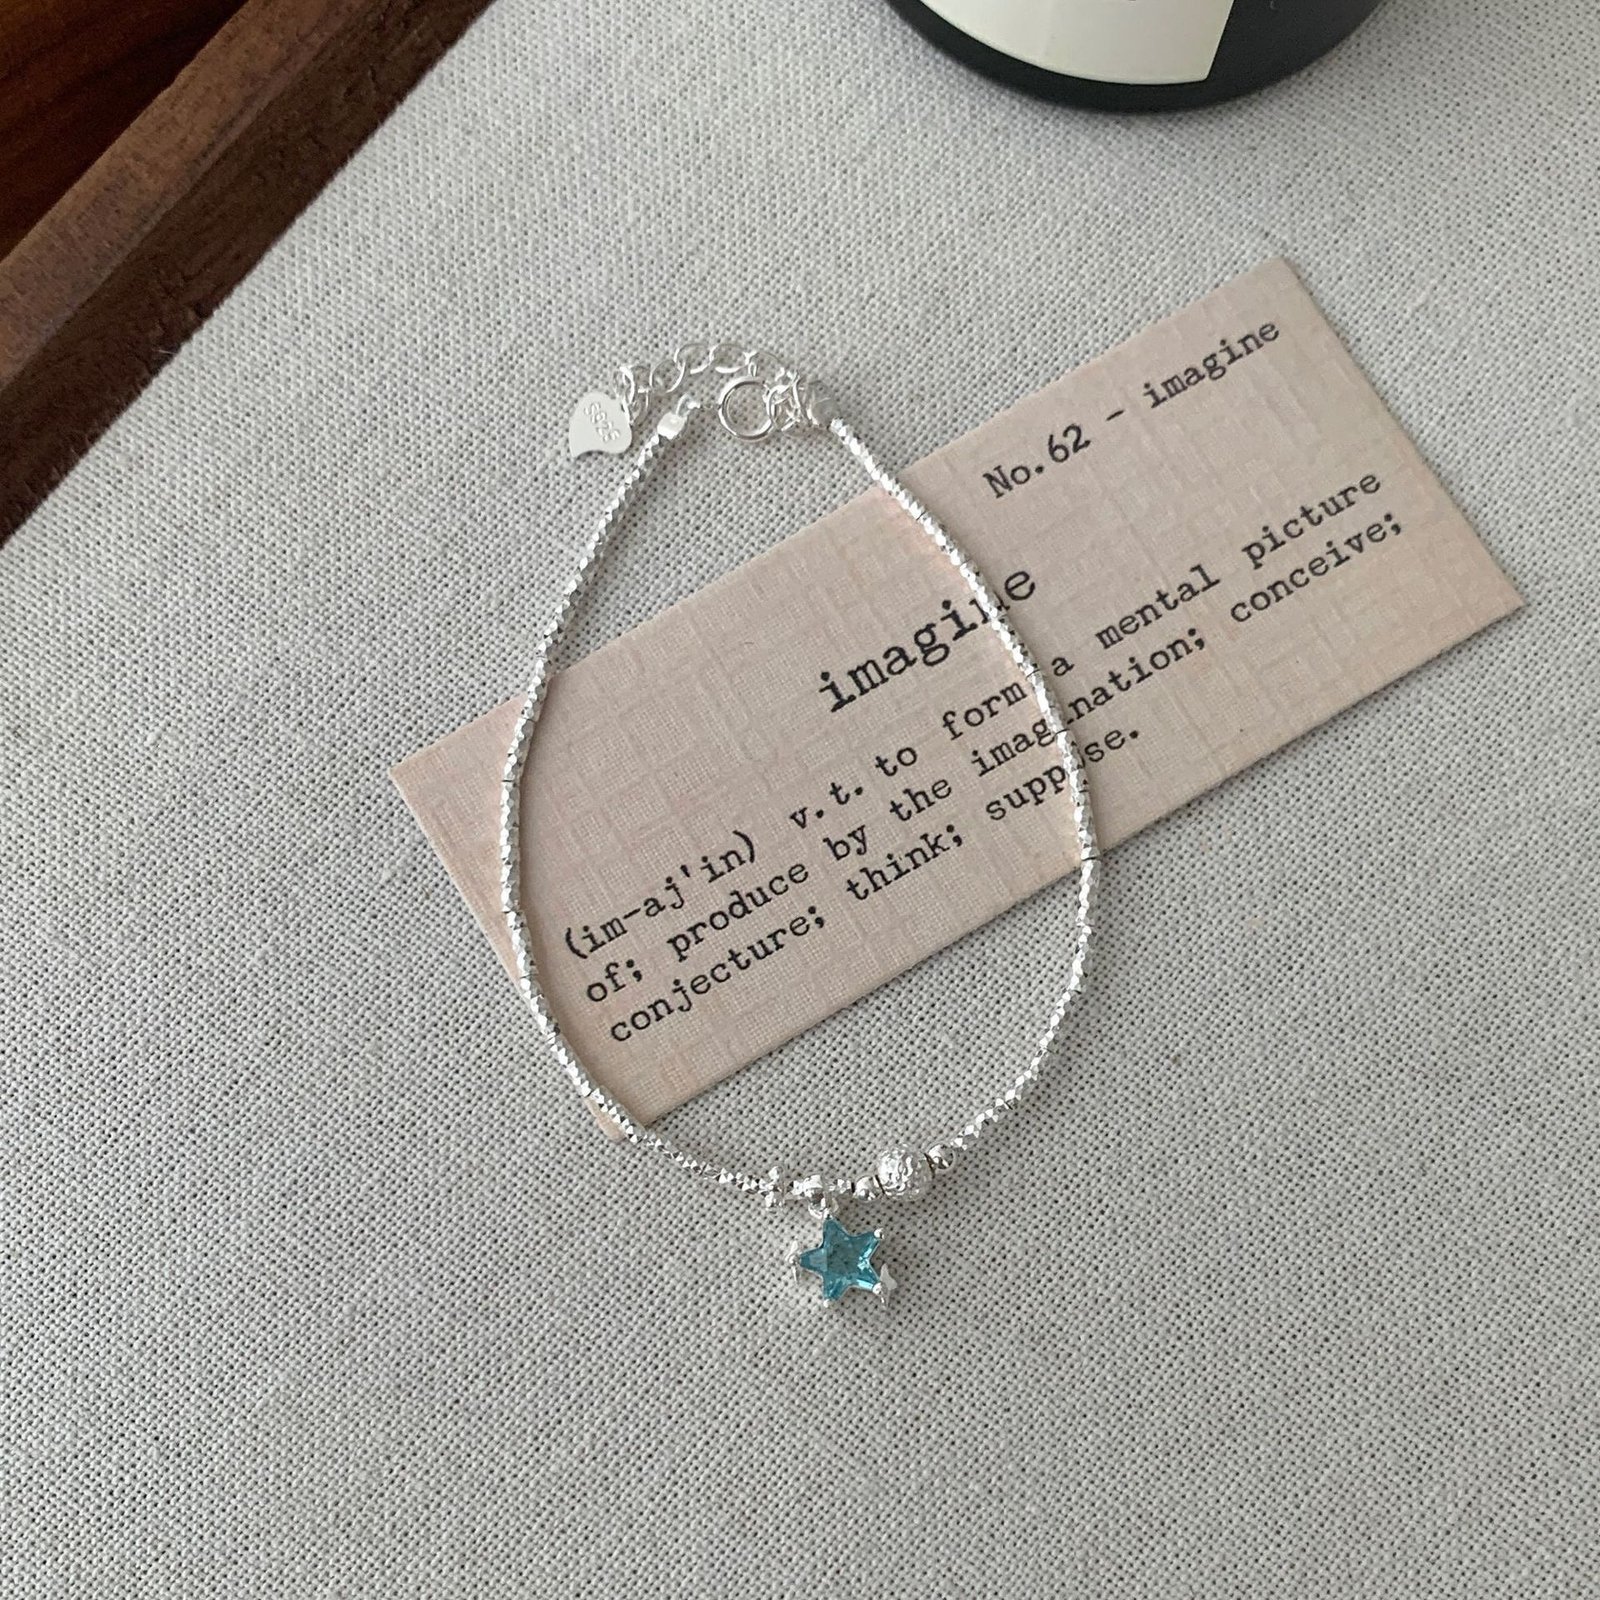 S925
No.62 - imagine
imagine
(im-aj'in) v.t. to form a mental picture
of; produce by the imagination; conceive;
conjecture; think; suppose.